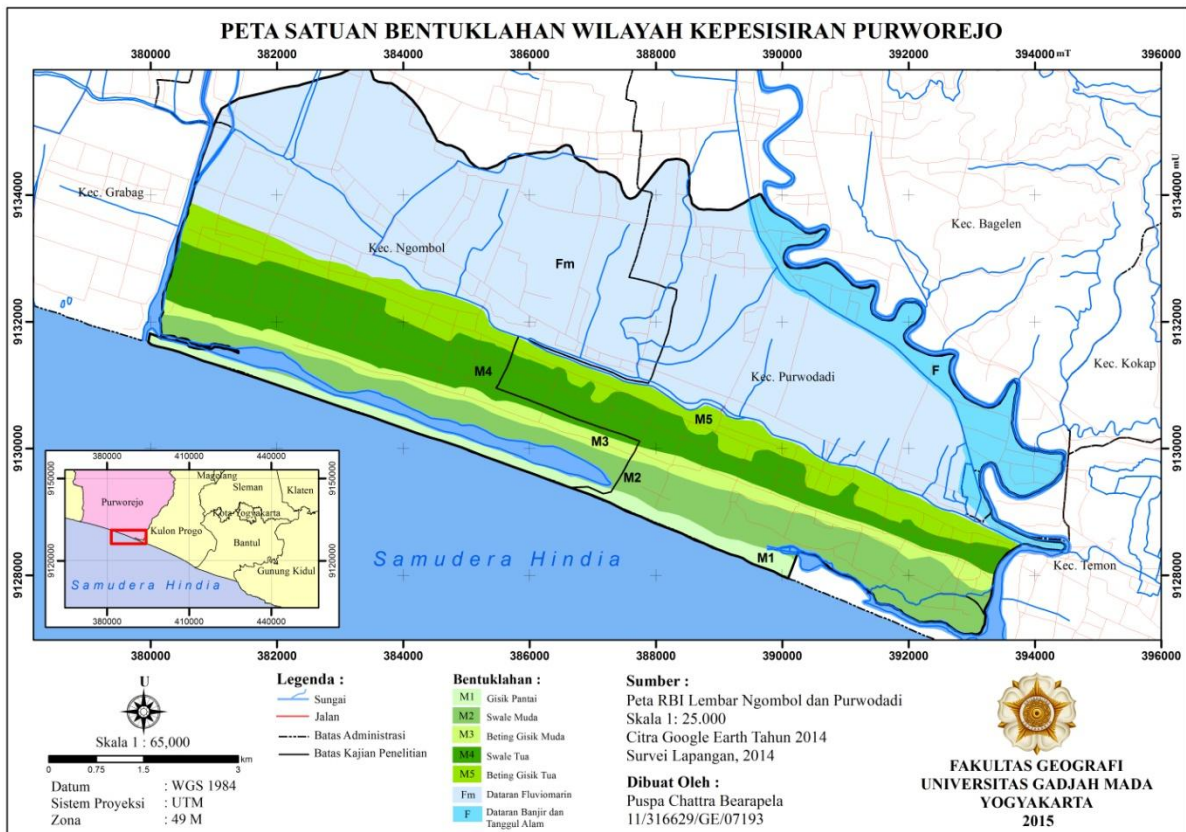 PETA SATUAN BENTUKLAHAN WILAYAH KEPESISIRAN PURWOREJO
380000 382000 384000 386000 388000 390000 392000 394000 mT 396000
9134000
9132000
9130000
9128000
9134000 mU
9132000
9130000
9128000
Kec. Grabag
Kec. Ngombol
Fm
Kec. Bagelen
Kec. Purwodadi
Kec. Kokap
F
M4
M5
M3
M2
M1
Kec. Temon
Samudera Hindia
380000 410000 440000
9150000
9120000
9150000
9120000
Magelang
Sleman
Klaten
Purworejo
Kota Yogyakarta
Kulon Progo
Bantul
Gunung Kidul
Samudera Hindia
380000 410000 440000
380000 382000 384000 386000 388000 390000 392000 394000 396000
U
Skala 1 : 65,000
0 0.75 1.5 3
km
Datum : WGS 1984
Sistem Proyeksi : UTM
Zona : 49 M
Legenda :
Sungai
Jalan
Batas Administrasi
Batas Kajian Penelitian
Bentuklahan :
M1 Gisik Pantai
M2 Swale Muda
M3 Beting Gisik Muda
M4 Swale Tua
M5 Beting Gisik Tua
Fm Dataran Fluviomarin
F Dataran Banjir dan
Tanggul Alam
Sumber :
Peta RBI Lembar Ngombol dan Purwodadi
Skala 1: 25.000
Citra Google Earth Tahun 2014
Survei Lapangan, 2014
Dibuat Oleh :
Puspa Chattra Bearapela
11/316629/GE/07193
FAKULTAS GEOGRAFI
UNIVERSITAS GADJAH MADA
YOGYAKARTA
2015